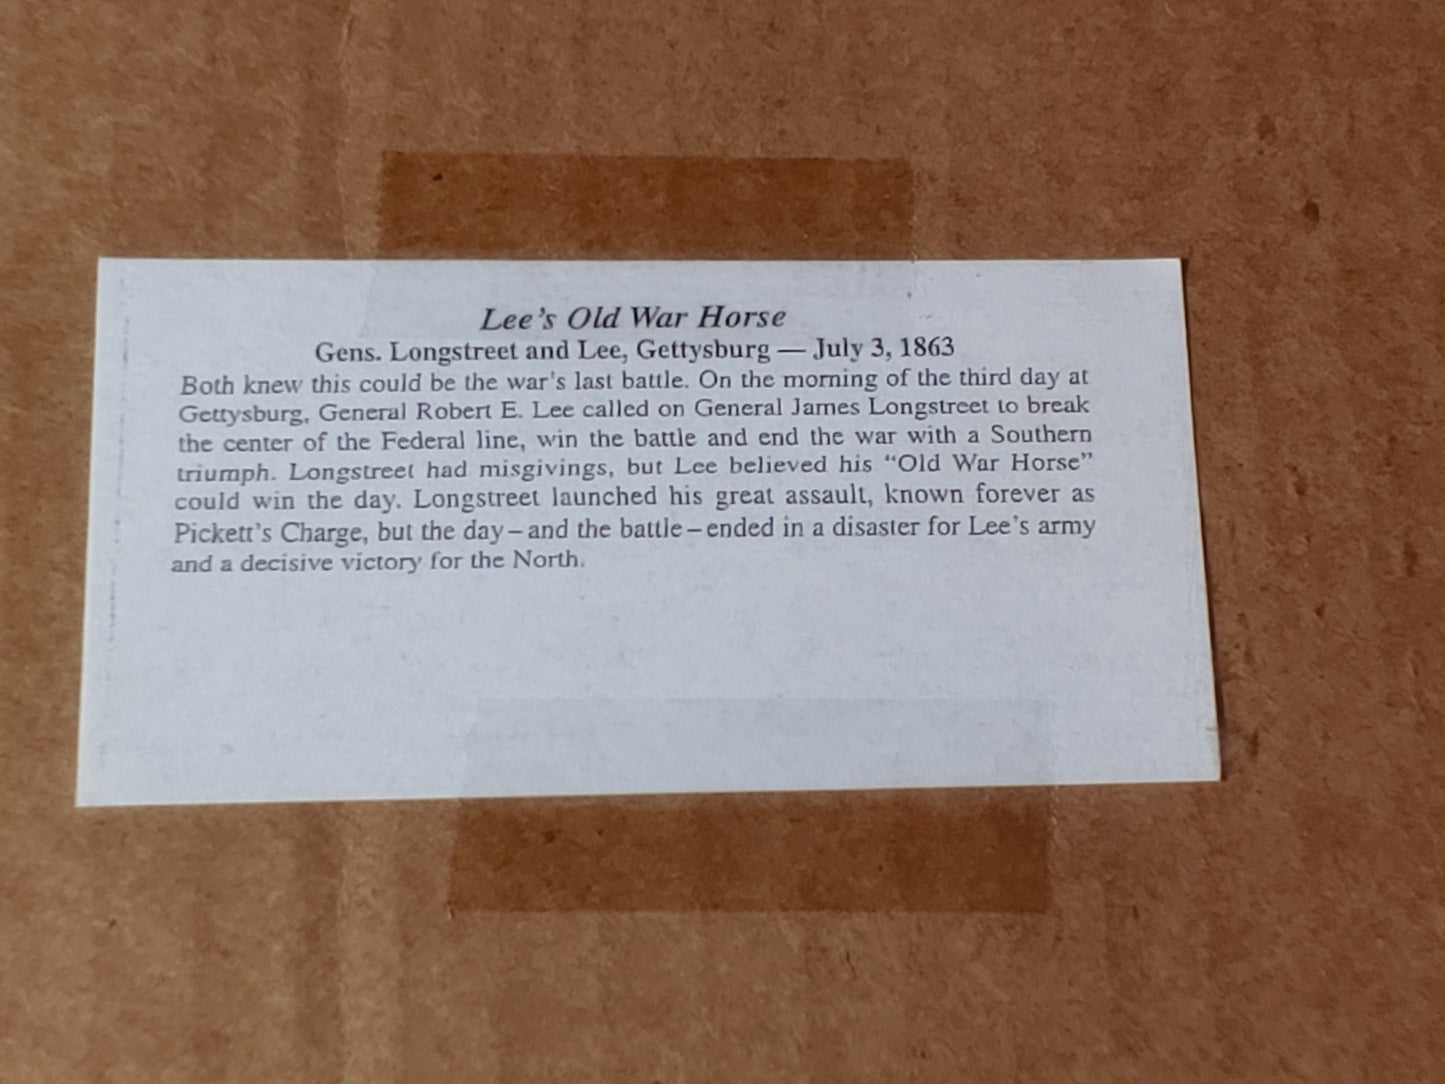 Lee's Old War Horse
Gens. Longstreet and Lee, Gettysburg — July 3, 1863
Both knew this could be the war's last battle. On the morning of the third day at
Gettysburg, General Robert E. Lee called on General James Longstreet to break
the center of the Federal line, win the battle and end the war with a Southern
triumph. Longstreet had misgivings, but Lee believed his “Old War Horse”
could win the day. Longstreet launched his great assault, known forever as
Pickett's Charge, but the day – and the battle – ended in a disaster for Lee's army
and a decisive victory for the North.